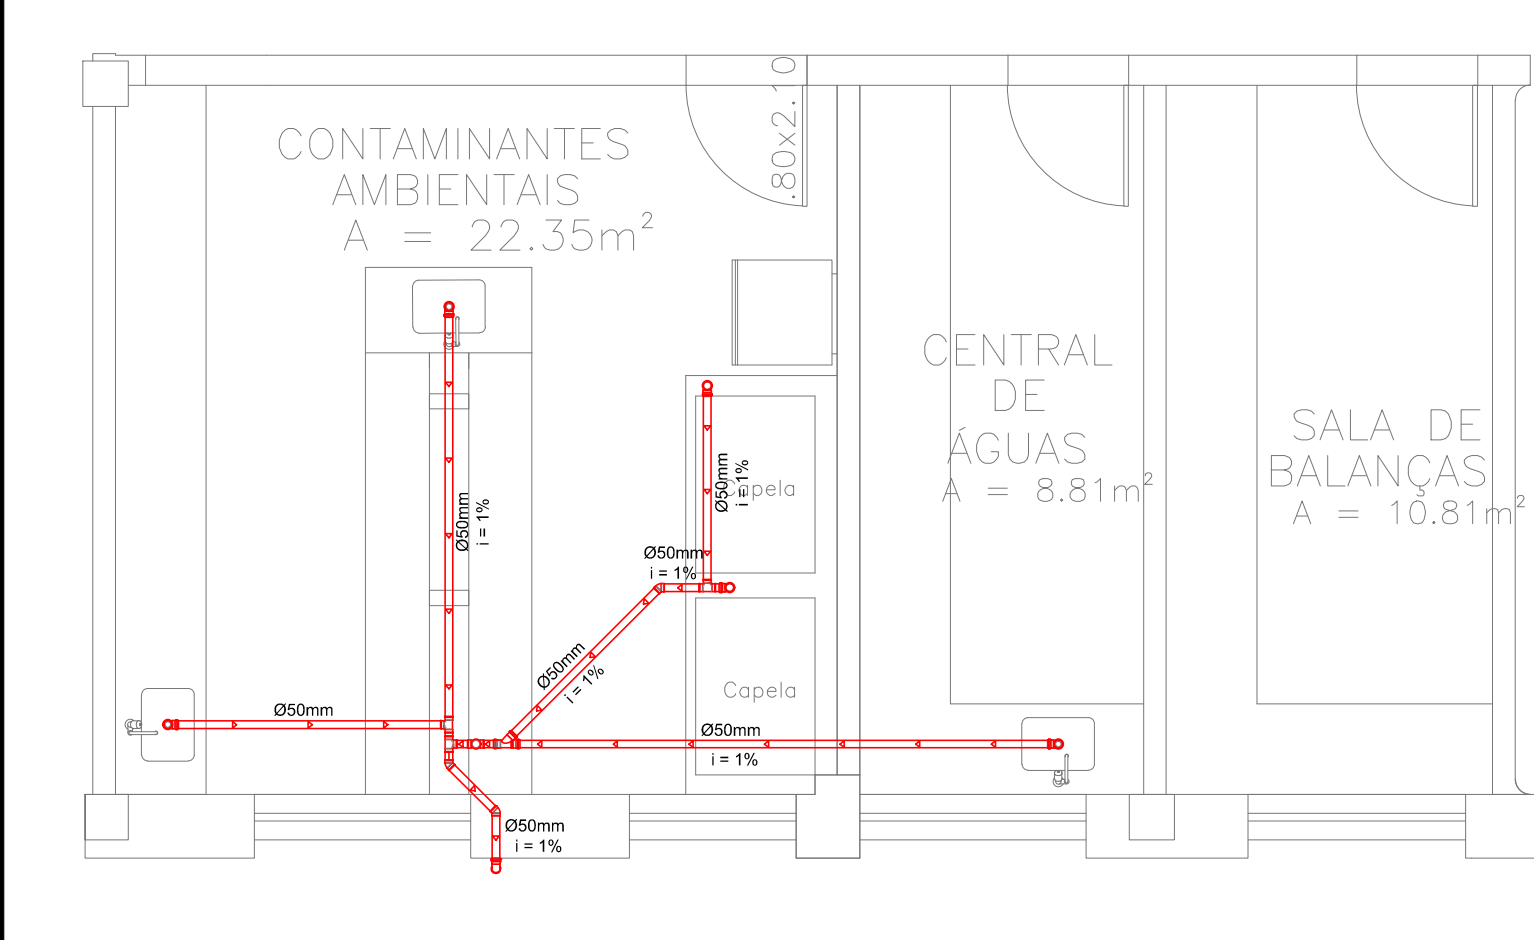 .80x2.10
CONTAMINANTES
AMBIENTAIS
A = 22.35m²
CENTRAL
DE
ÁGUAS
A = 8.81m²
SALA DE
BALANÇAS
A = 10.81m²
Ø50mm
i = 1%
Ø50mm
i = 1%
Capela
Ø50mm
i = 1%
Ø50mm
i = 1%
Capela
Ø50mm
Ø50mm
i = 1%
Ø50mm
i = 1%